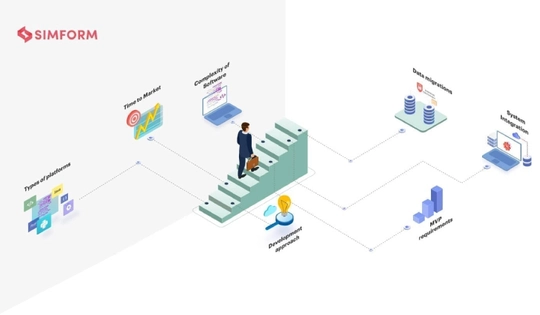 SIMFORM
Complexity of
Software
Data migrations
Time to Market
System
Integration
Types of platforms
MVP
requirements
Development
approach